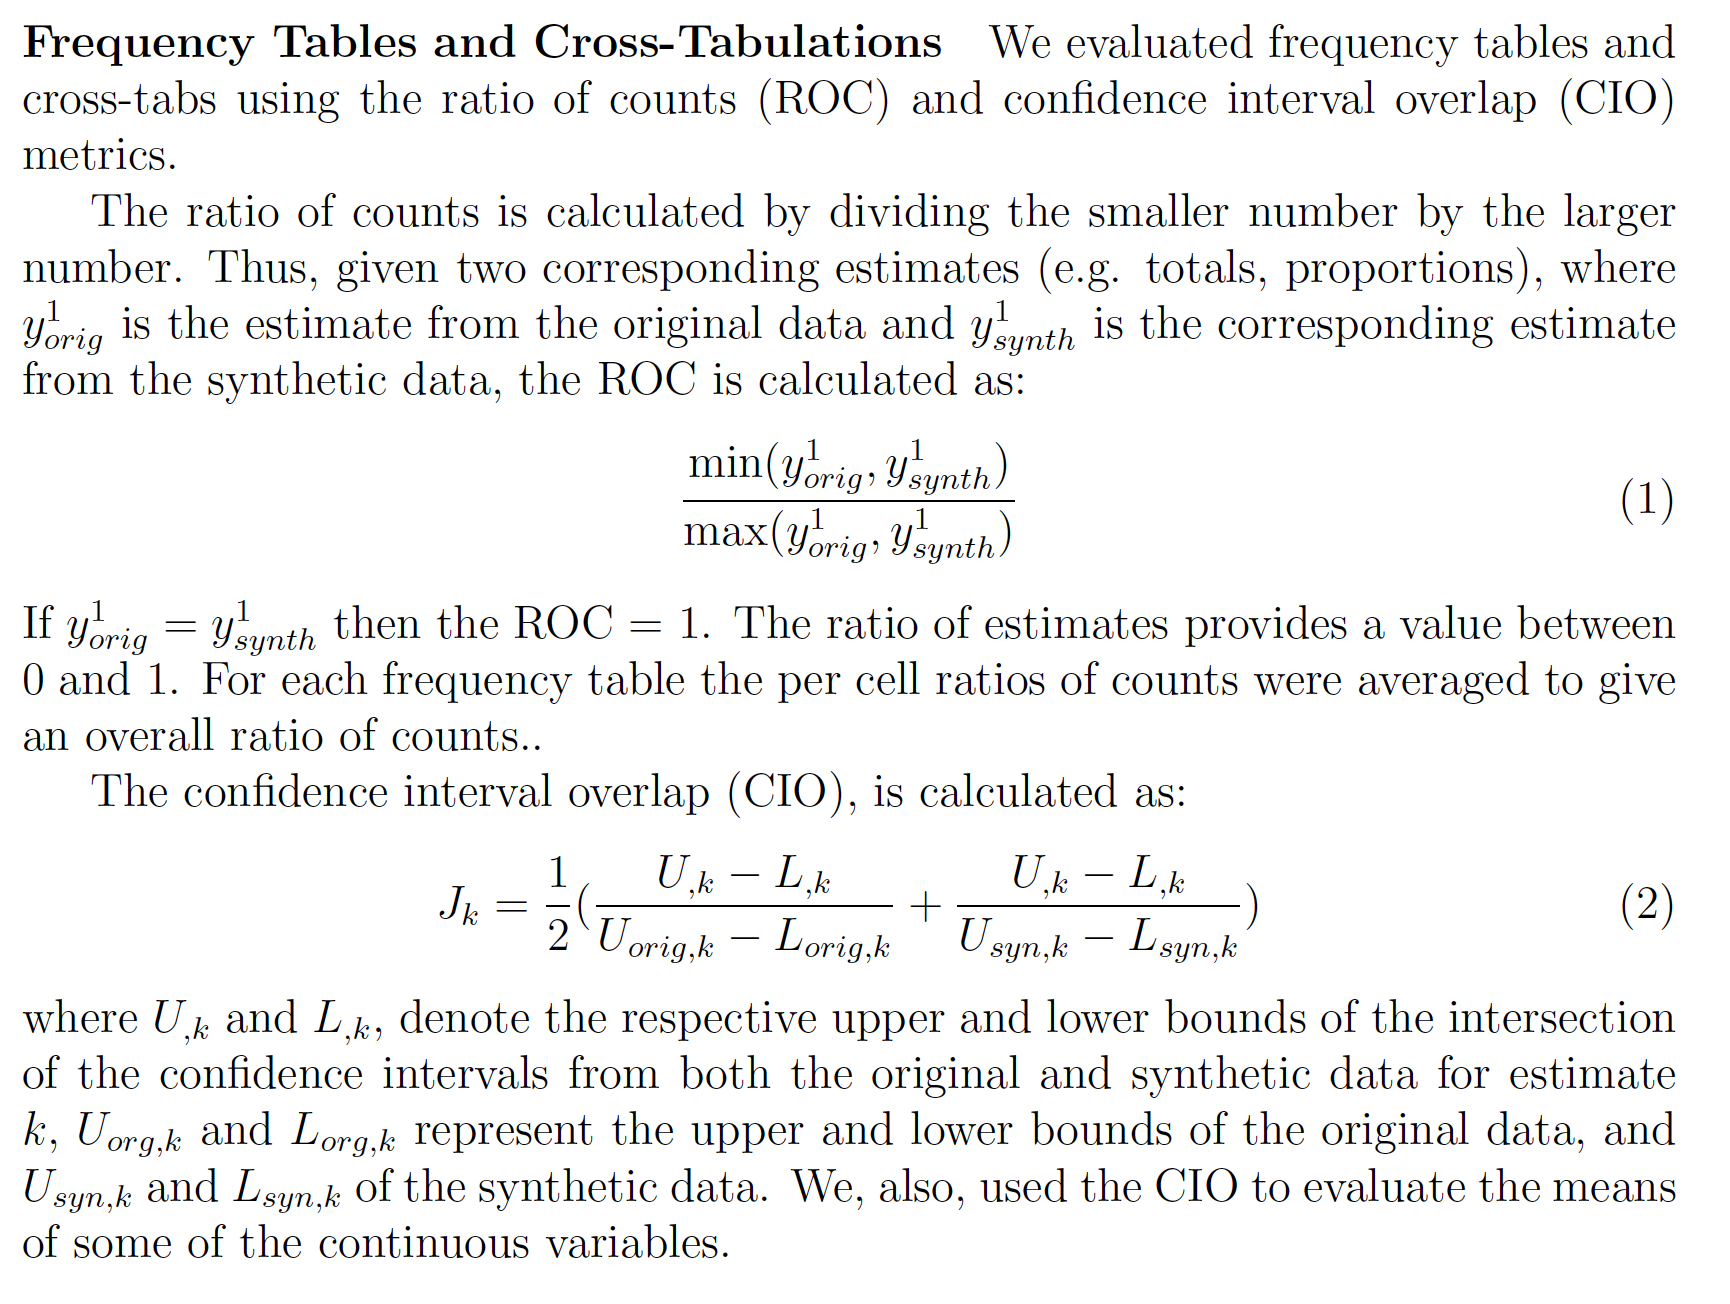 Frequency Tables and Cross-Tabulations We evaluated frequency tables and
cross-tabs using the ratio of counts (ROC) and confidence interval overlap (CIO)
metrics.
The ratio of counts is calculated by dividing the smaller number by the larger
number. Thus, given two corresponding estimates (e.g. totals, proportions), where
$y^1_{orig}$ is the estimate from the original data and $y^1_{synth}$ is the corresponding estimate
from the synthetic data, the ROC is calculated as:
$\frac{\min(y^1_{orig}, y^1_{synth})}{\max(y^1_{orig}, y^1_{synth})}$ (1)
If $y^1_{orig} = y^1_{synth}$ then the ROC = 1. The ratio of estimates provides a value between
0 and 1. For each frequency table the per cell ratios of counts were averaged to give
an overall ratio of counts..
The confidence interval overlap (CIO), is calculated as:
$J_k = \frac{1}{2}(\frac{U_{,k} - L_{,k}}{U_{orig,k} - L_{orig,k}} + \frac{U_{,k} - L_{,k}}{U_{syn,k} - L_{syn,k}})$ (2)
where $U_{,k}$ and $L_{,k}$, denote the respective upper and lower bounds of the intersection
of the confidence intervals from both the original and synthetic data for estimate
$k$, $U_{org,k}$ and $L_{org,k}$ represent the upper and lower bounds of the original data, and
$U_{syn,k}$ and $L_{syn,k}$ of the synthetic data. We, also, used the CIO to evaluate the means
of some of the continuous variables.